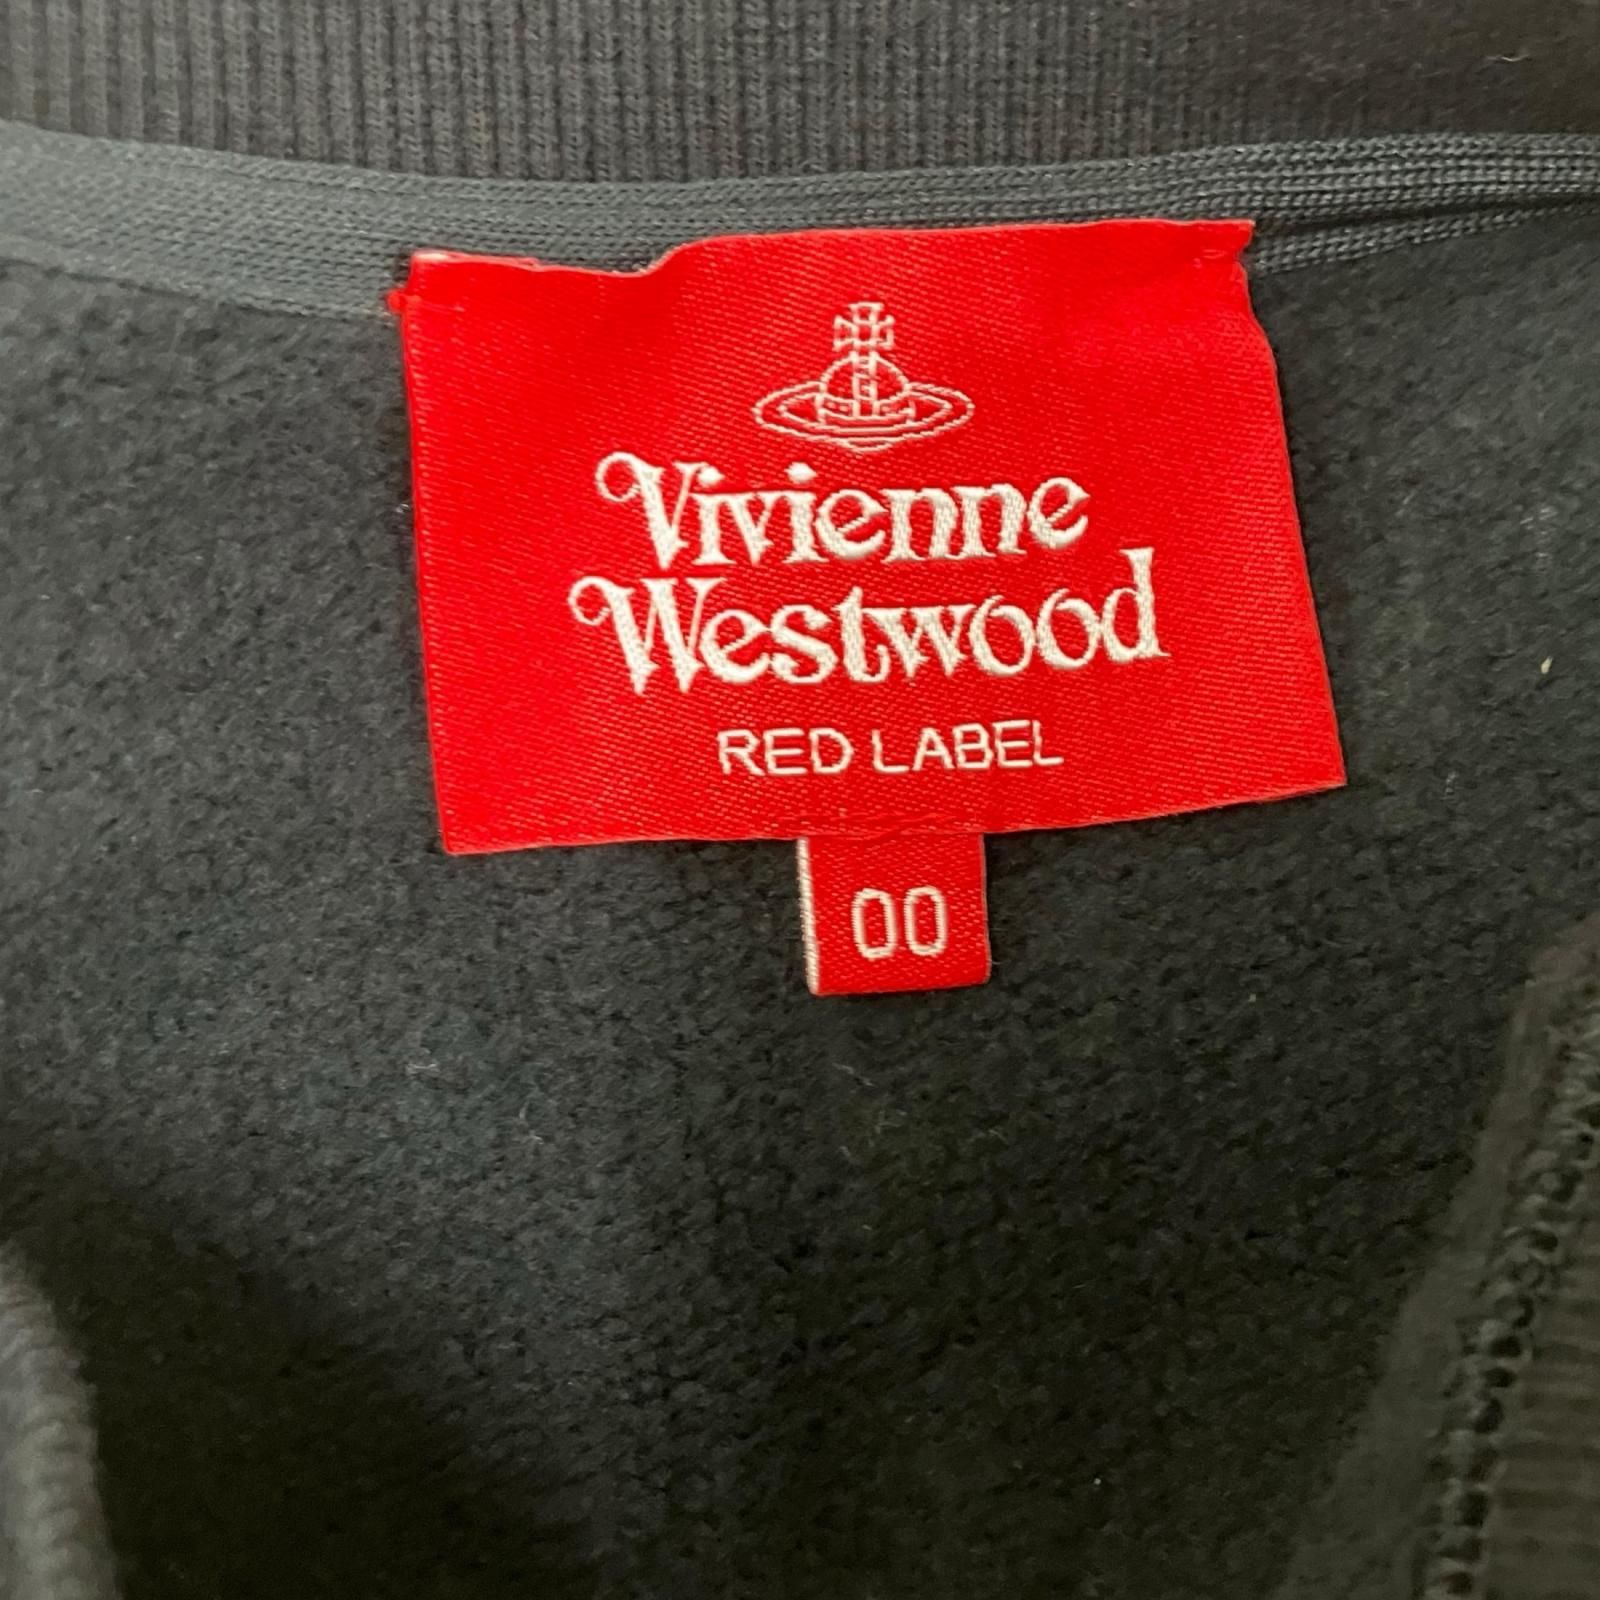 Vivienne
Westwood
RED LABEL
00